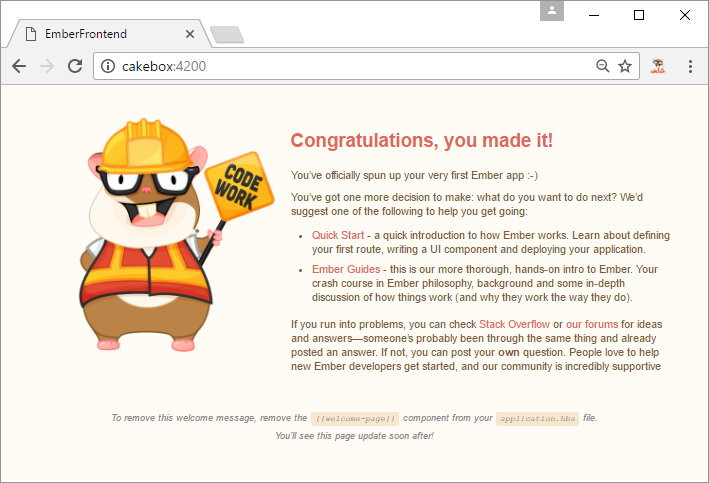 EmberFrontend
cakebox:4200
CODE
WORK
Congratulations, you made it!
You've officially spun up your very first Ember app :-)
You've got one more decision to make: what do you want to do next? We'd
suggest one of the following to help you get going:
Quick Start - a quick introduction to how Ember works. Learn about defining
your first route, writing a UI component and deploying your application.
Ember Guides - this is our more thorough, hands-on intro to Ember. Your
crash course in Ember philosophy, background and some in-depth
discussion of how things work (and why they work the way they do).
If you run into problems, you can check Stack Overflow or our forums for ideas
and answers—someone's probably been through the same thing and already
posted an answer. If not, you can post your own question. People love to help
new Ember developers get started, and our community is incredibly supportive
To remove this welcome message, remove the {{welcome-page}} component from your application.hbs file.
You'll see this page update soon after!